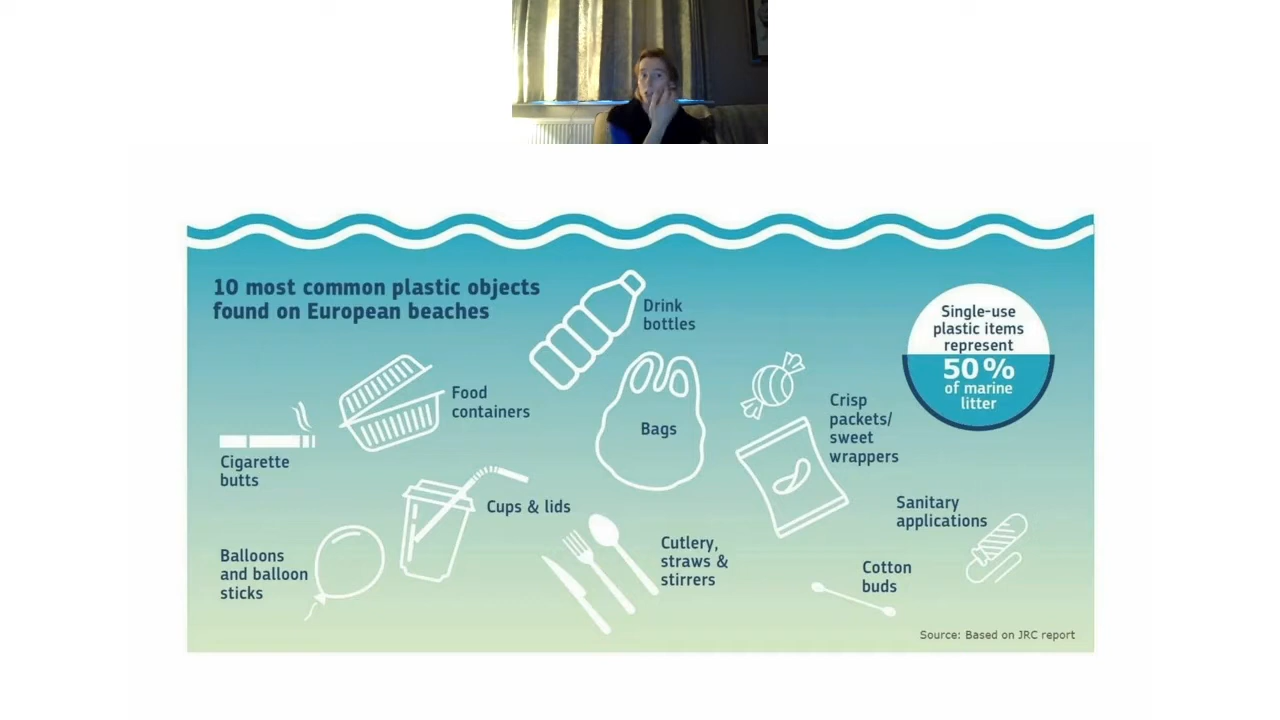 10 most common plastic objects
found on European beaches
Drink
bottles
Single-use
plastic items
represent
50%
of marine
litter
Food
containers
Bags
Crisp
packets/
sweet
wrappers
Cigarette
butts
Cups & lids
Sanitary
applications
Balloons
and balloon
sticks
Cutlery,
straws &
stirrers
Cotton
buds
Source: Based on JRC report